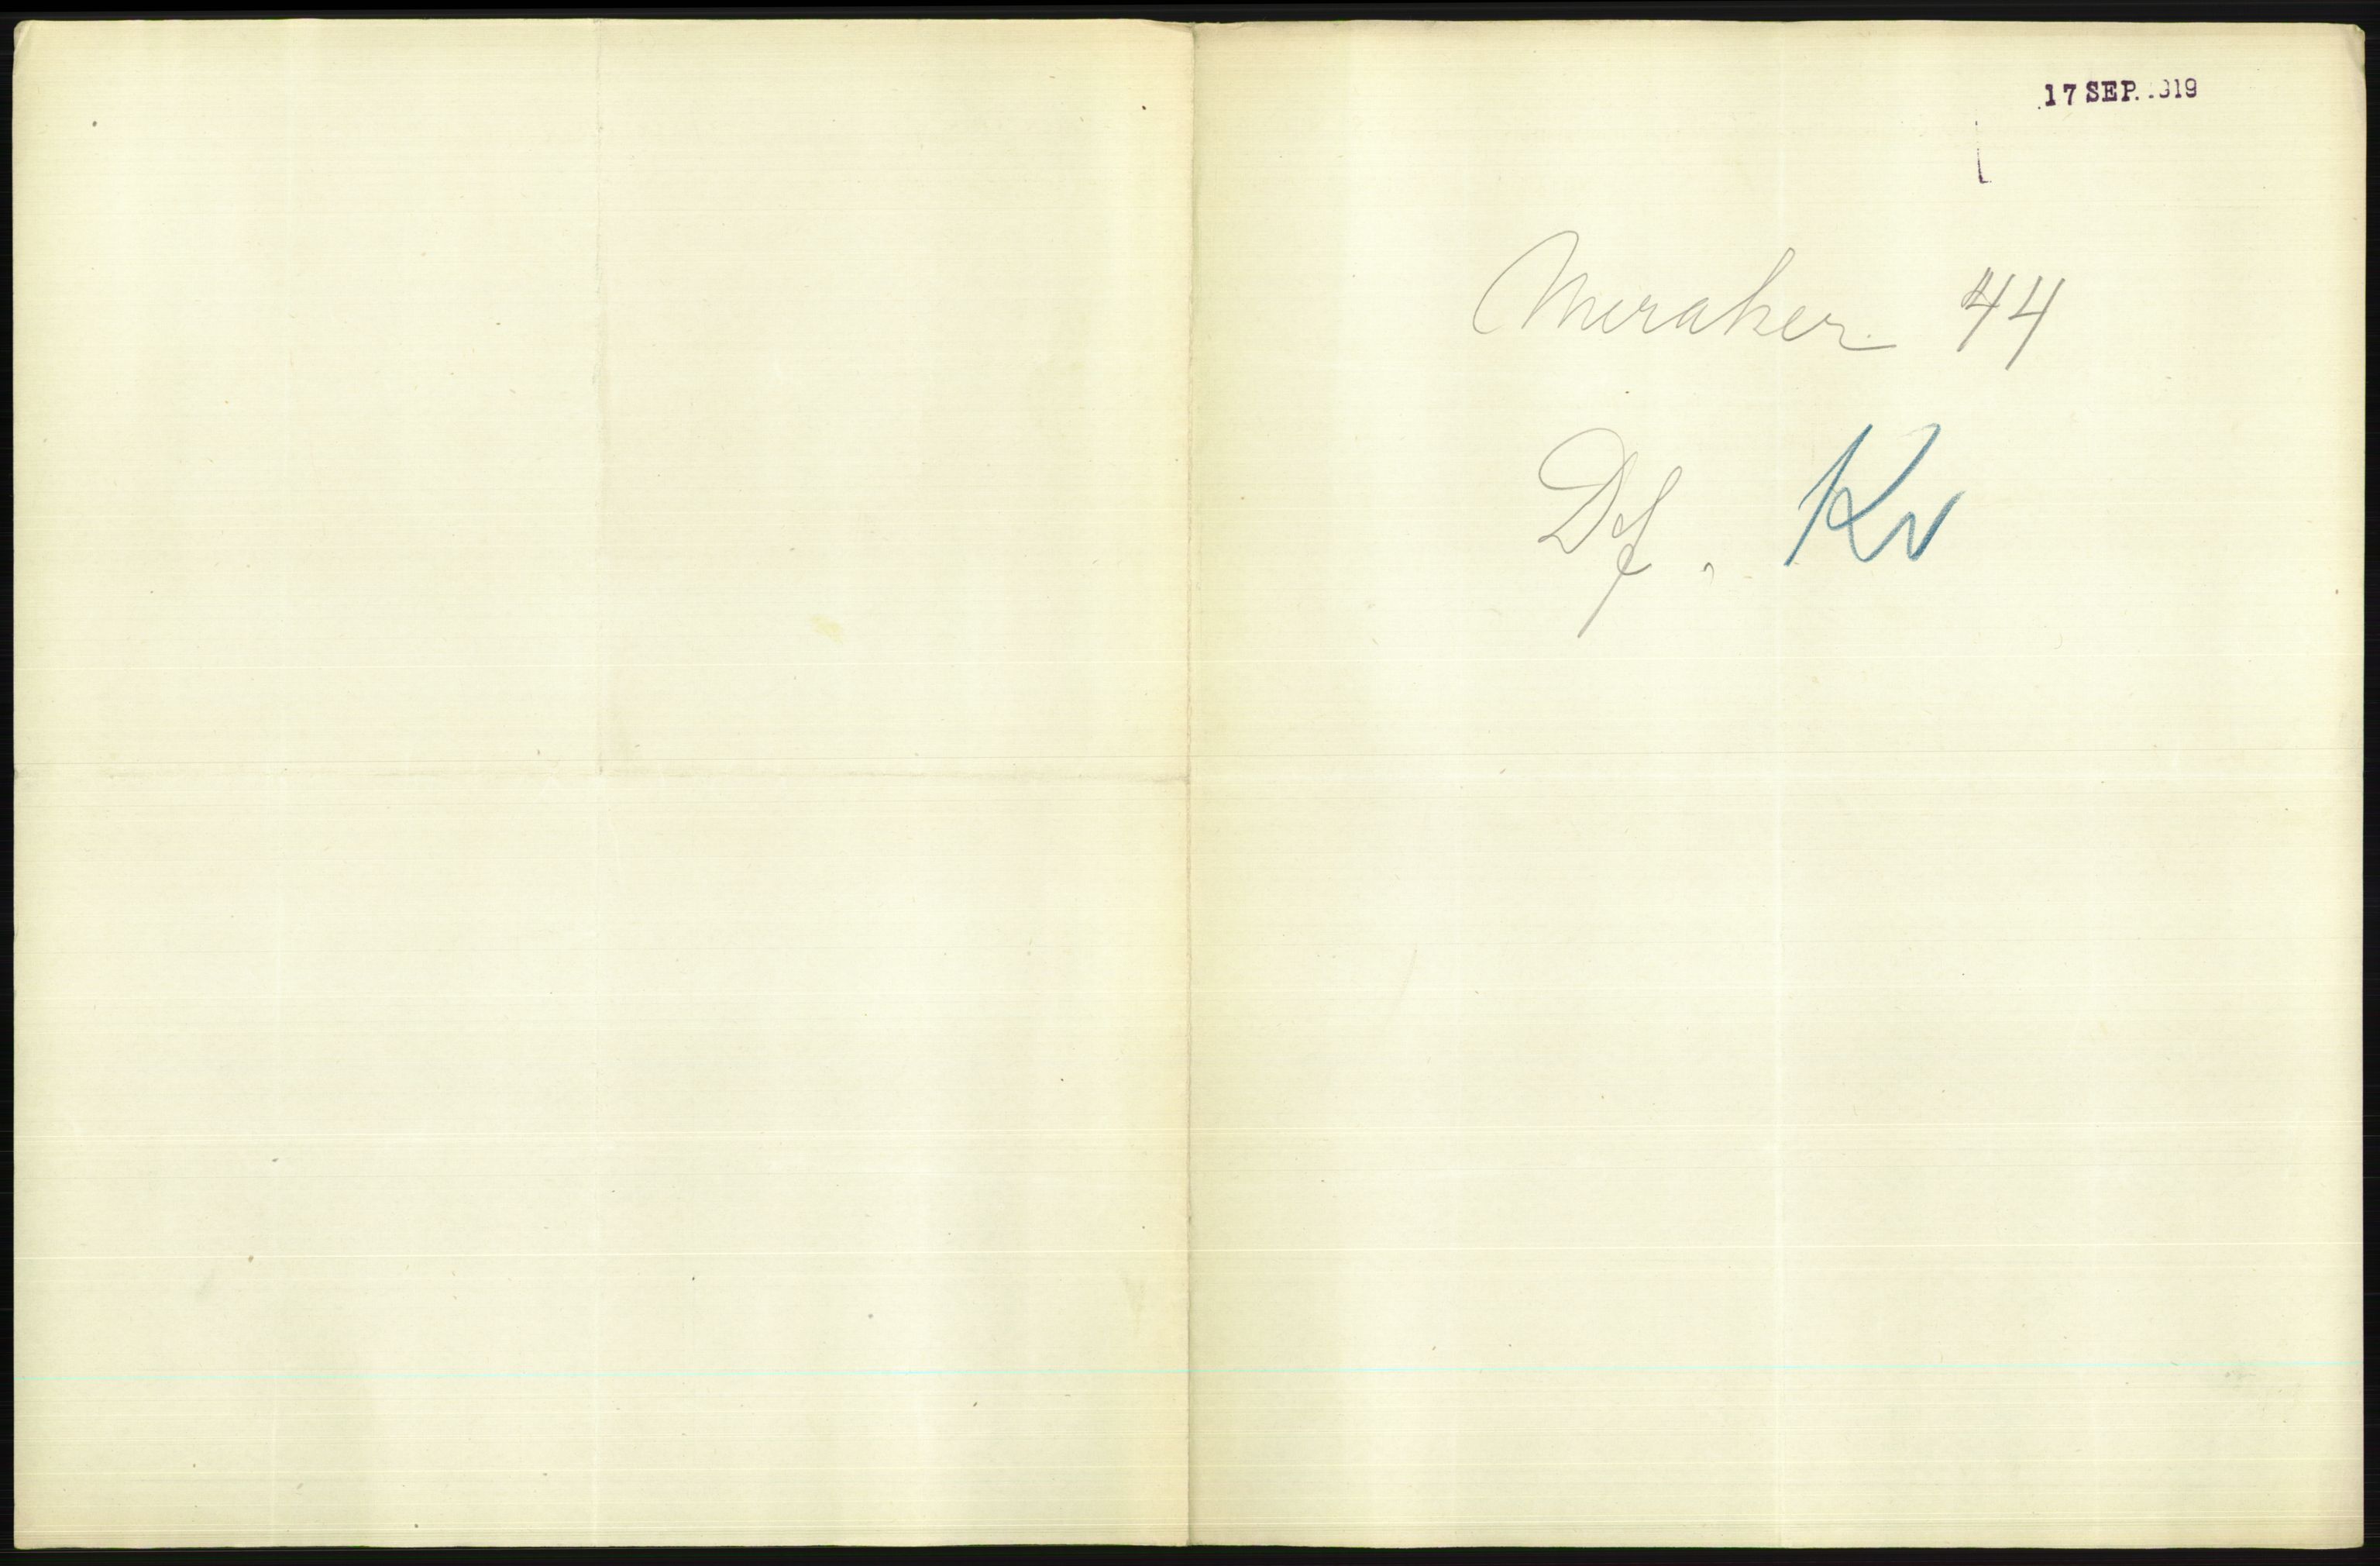 17 SEP. 1919
Meraker 44
Df. Kv